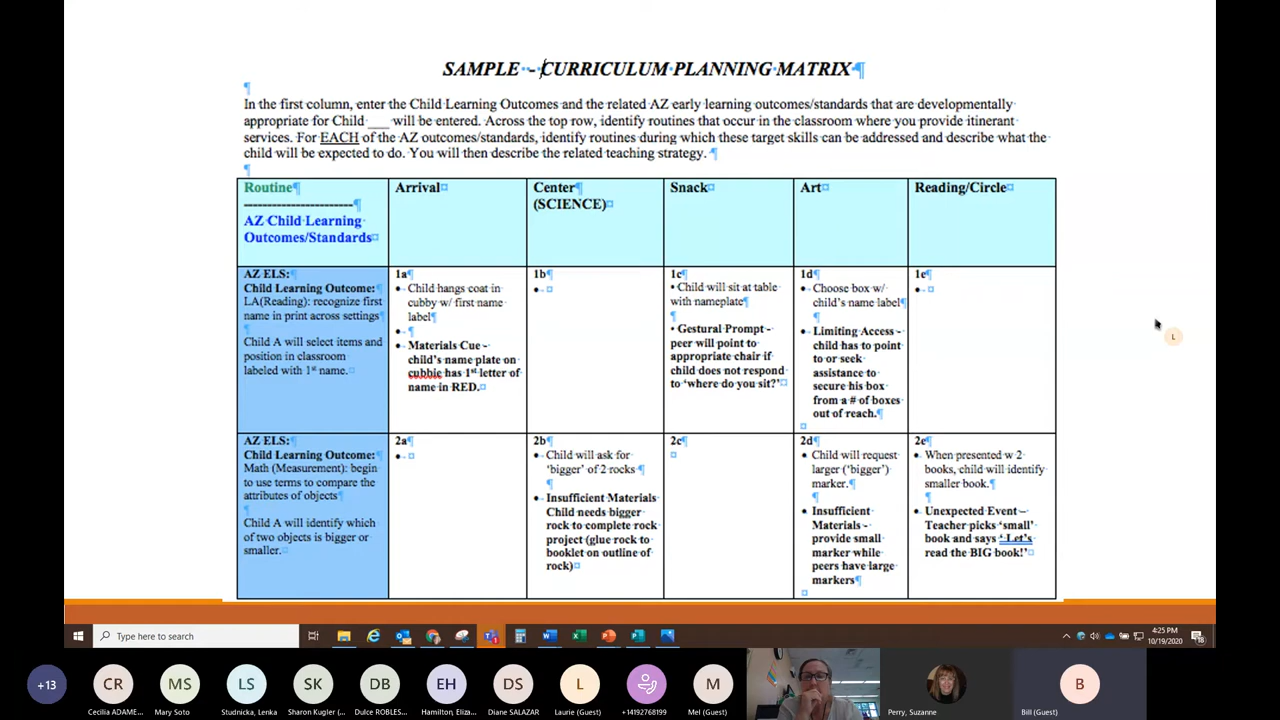 SAMPLE - CURRICULUM PLANNING MATRIX¶
¶
In the first column, enter the Child Learning Outcomes and the related AZ early learning outcomes/standards that are developmentally
appropriate for Child ___ will be entered. Across the top row, identify routines that occur in the classroom where you provide itinerant
services. For EACH of the AZ outcomes/standards, identify routines during which these target skills can be addressed and describe what the
child will be expected to do. You will then describe the related teaching strategy. ¶
¶
Routine¶
----------------------¶
AZ Child Learning
Outcomes/Standards¤
Arrival¤
Center¶
(SCIENCE)¤
Snack¤
Art¤
Reading/Circle¤
AZ ELS:¶
Child Learning Outcome:¶
LA(Reading): recognize first
name in print across settings¶
¶
Child A will select items and
position in classroom
labeled with 1st name.¤
1a¶
• Child hangs coat in
cubby w/ first name
label¶
• ¶
• Materials Cue -
child's name plate on
cubbie has 1st letter of
name in RED.¤
1b¶
• ¤
1c¶
• Child will sit at table
with nameplate¶
¶
• Gestural Prompt -
peer will point to
appropriate chair if
child does not respond
to 'where do you sit?'¤
1d¶
• Choose box w/
child's name label¶
¶
• Limiting Access -
child has to point
to or seek
assistance to
secure his box
from a # of boxes
out of reach.¶
¤
1e¶
• ¤
AZ ELS:¶
Child Learning Outcome:¶
Math (Measurement): begin
to use terms to compare the
attributes of objects¶
¶
Child A will identify which
of two objects is bigger or
smaller.¤
2a¶
• ¤
2b¶
• Child will ask for
'bigger' of 2 rocks¶
¶
• Insufficient Materials
Child needs bigger
rock to complete rock
project (glue rock to
booklet on outline of
rock)¤
2c¶
¤
2d¶
• Child will request
larger ('bigger')
marker.¶
¶
• Insufficient
Materials -
provide small
marker while
peers have large
markers¶
¤
2e¶
• When presented w 2
books, child will identify
smaller book.¶
¶
• Unexpected Event –
Teacher picks 'small'
book and says ' Let's
read the BIG book!'¤
L
Type here to search
4:25 PM
10/19/2020
+13
CR
MS
LS
SK
DB
EH
DS
L
M
B
Cecilia ADAME...
Mary Soto
Studnicka, Lenka
Sharon Kugler (...
Dulce ROBLES...
Hamilton, Eliza...
Diane SALAZAR
Laurie (Guest)
+14192768199
Mel (Guest)
Perry, Suzanne
Bill (Guest)